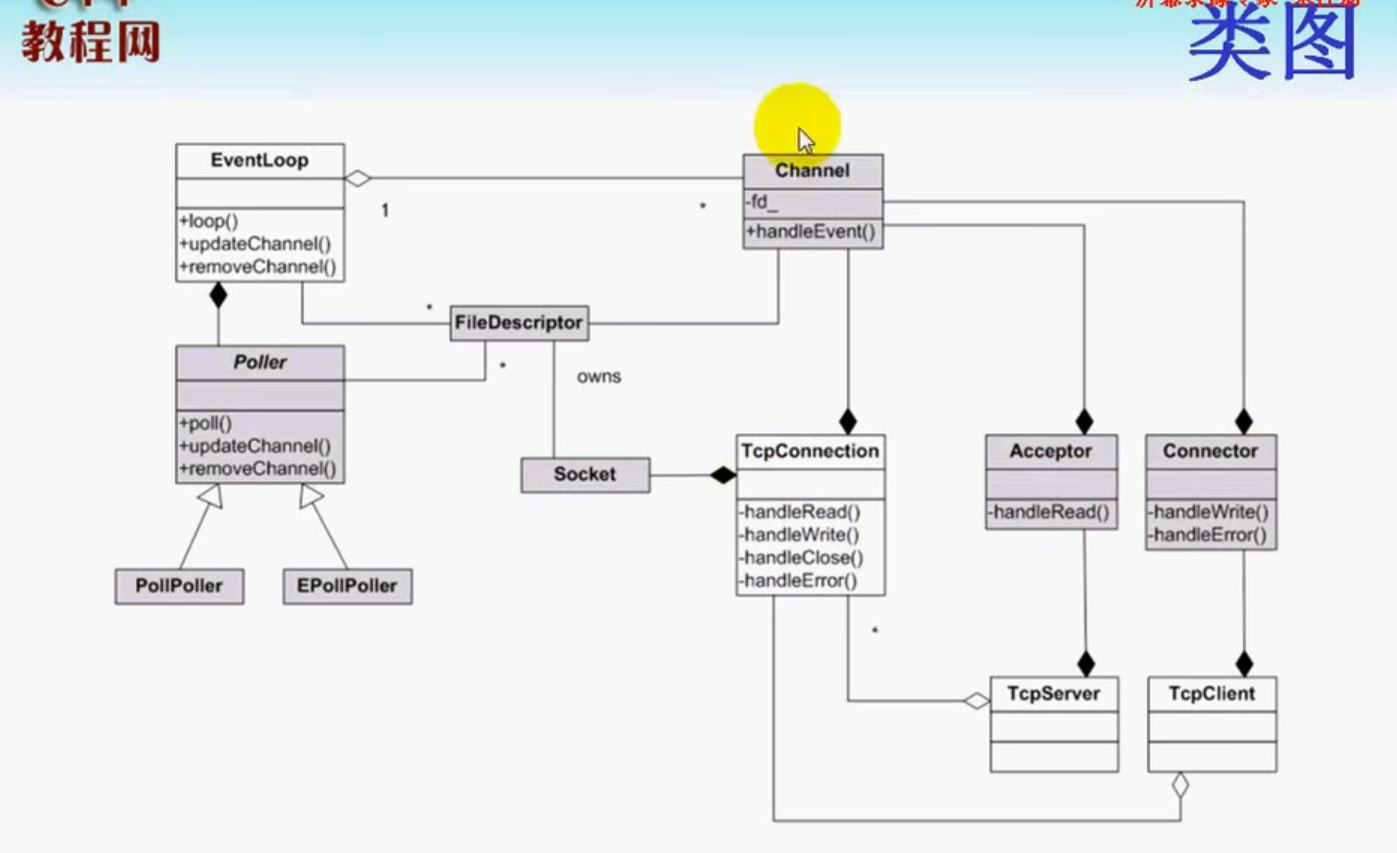 教程网
类图
EventLoop
+loop()
+updateChannel()
+removeChannel()
1
*
Channel
-fd_
+handleEvent()
*
FileDescriptor
*
owns
Poller
+poll()
+updateChannel()
+removeChannel()
PollPoller
EPollPoller
Socket
TcpConnection
-handleRead()
-handleWrite()
-handleClose()
-handleError()
*
Acceptor
-handleRead()
Connector
-handleWrite()
-handleError()
TcpServer
TcpClient